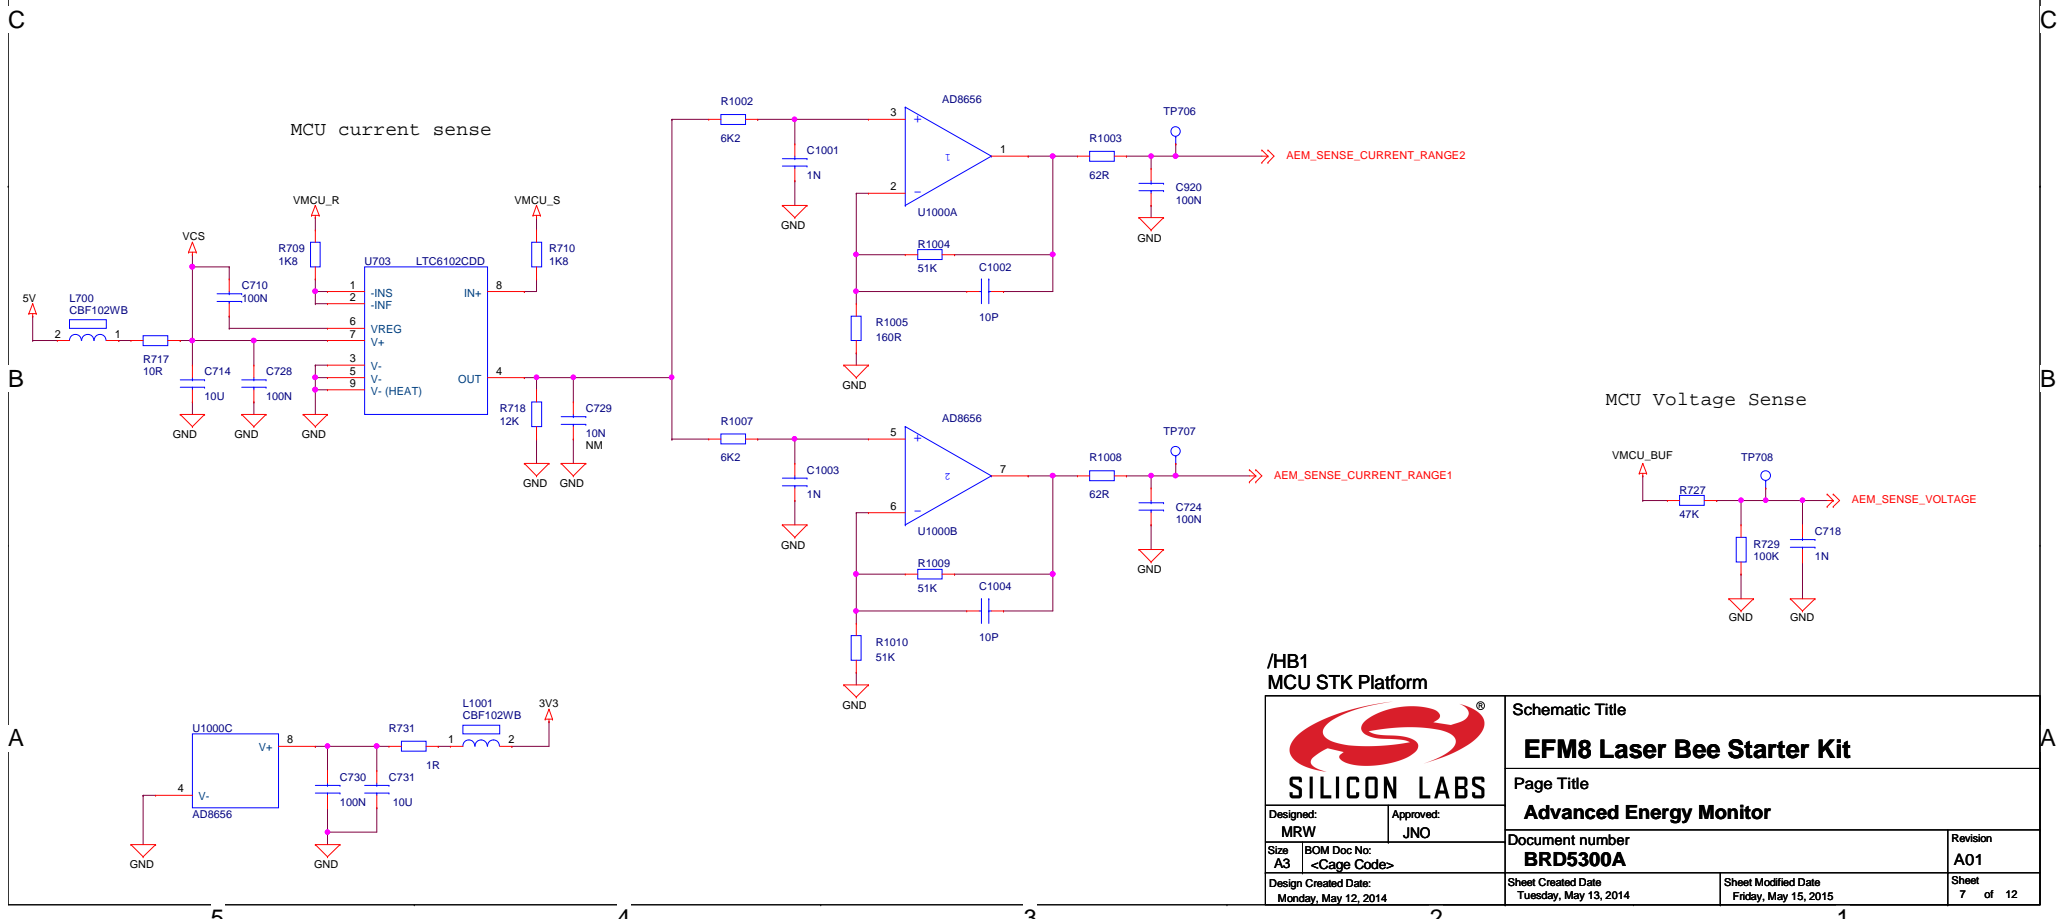 C
C
MCU current sense
VMCU_R
VMCU_S
VCS
R709
1K8
R710
1K8
U703
LTC6102CDD
C710
100N
5V
L700
CBF102WB
2
1
R717
10R
C714
10U
C728
100N
GND
GND
GND
1
-INS
2
-INF
6
VREG
7
V+
3
V-
5
V-
9
V- (HEAT)
IN+
8
OUT
4
R718
12K
C729
10N
NM
GND
GND
R1002
6K2
C1001
1N
GND
AD8656
3
+
2
-
1
1
U1000A
R1004
51K
C1002
10P
R1005
160R
GND
R1003
62R
TP706
C920
100N
GND
AEM_SENSE_CURRENT_RANGE2
B
B
R1007
6K2
C1003
1N
GND
AD8656
5
+
6
-
2
7
U1000B
R1009
51K
C1004
10P
R1010
51K
GND
R1008
62R
TP707
C724
100N
GND
AEM_SENSE_CURRENT_RANGE1
MCU Voltage Sense
VMCU_BUF
TP708
R727
47K
AEM_SENSE_VOLTAGE
R729
100K
C718
1N
GND
GND
A
A
U1000C
V+
8
4
V-
AD8656
GND
R731
1R
L1001
CBF102WB
1
2
3V3
C730
100N
C731
10U
GND
/HB1
MCU STK Platform
®
SILICON LABS
Schematic Title
EFM8 Laser Bee Starter Kit
Page Title
Advanced Energy Monitor
Designed:
MRW
Approved:
JNO
Document number
BRD5300A
Revision
A01
Size
A3
BOM Doc No:
<Cage Code>
Design Created Date:
Monday, May 12, 2014
Sheet Created Date
Tuesday, May 13, 2014
Sheet Modified Date
Friday, May 15, 2015
Sheet
7 of 12
5
4
3
2
1